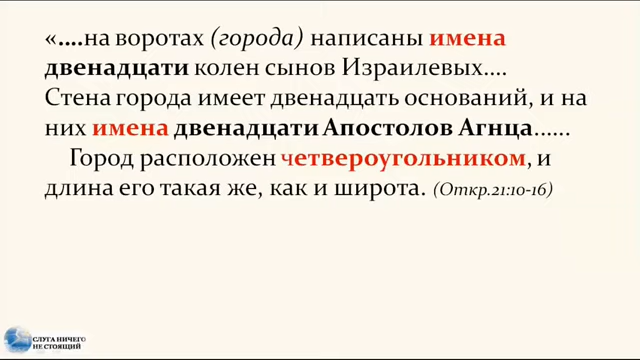 «....на воротах (города) написаны имена
двенадцати колен сынов Израилевых....
Стена города имеет двенадцать оснований, и на
них имена двенадцати Апостолов Агнца......
Город расположен четвероугольником, и
длина его такая же, как и широта. (Откр.21:10-16)
СЛУГА НИЧЕГО
НЕ СТОЯЩИЙ